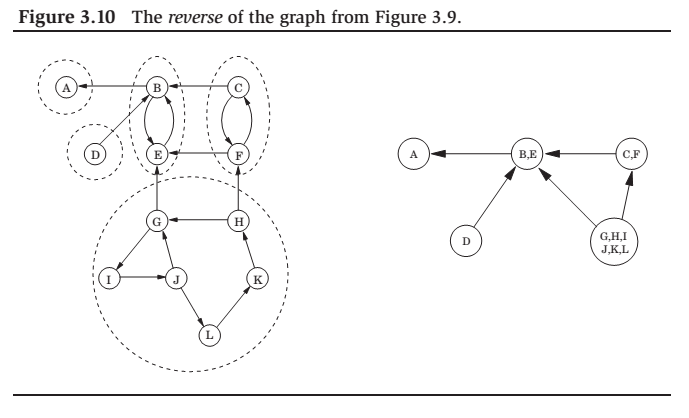 Figure 3.10 The reverse of the graph from Figure 3.9.
A
B
C
D
E
F
G
H
I
J
K
L
A
B,E
C,F
D
G,H,I
J,K,L